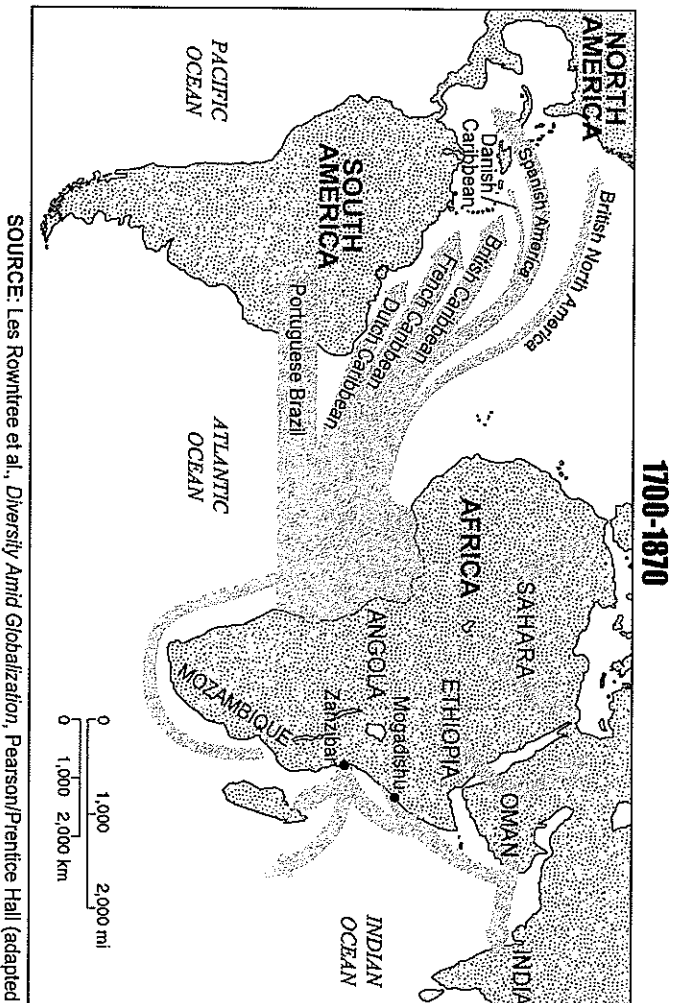 1700-1870
NORTH
AMERICA
British North America
Spanish America
Danish
Caribbean
British Caribbean
French Caribbean
Dutch Caribbean
Portuguese Brazil
SOUTH
AMERICA
PACIFIC
OCEAN
ATLANTIC
OCEAN
AFRICA
SAHARA
ETHIOPIA
ANGOLA
Mogadishu
Zanzibar
MOZAMBIQUE
OMAN
INDIA
INDIAN
OCEAN
0 1,000 2,000 mi
0 1,000 2,000 km
SOURCE: Les Rowntree et al., Diversity Amid Globalization, Pearson/Prentice Hall (adapted